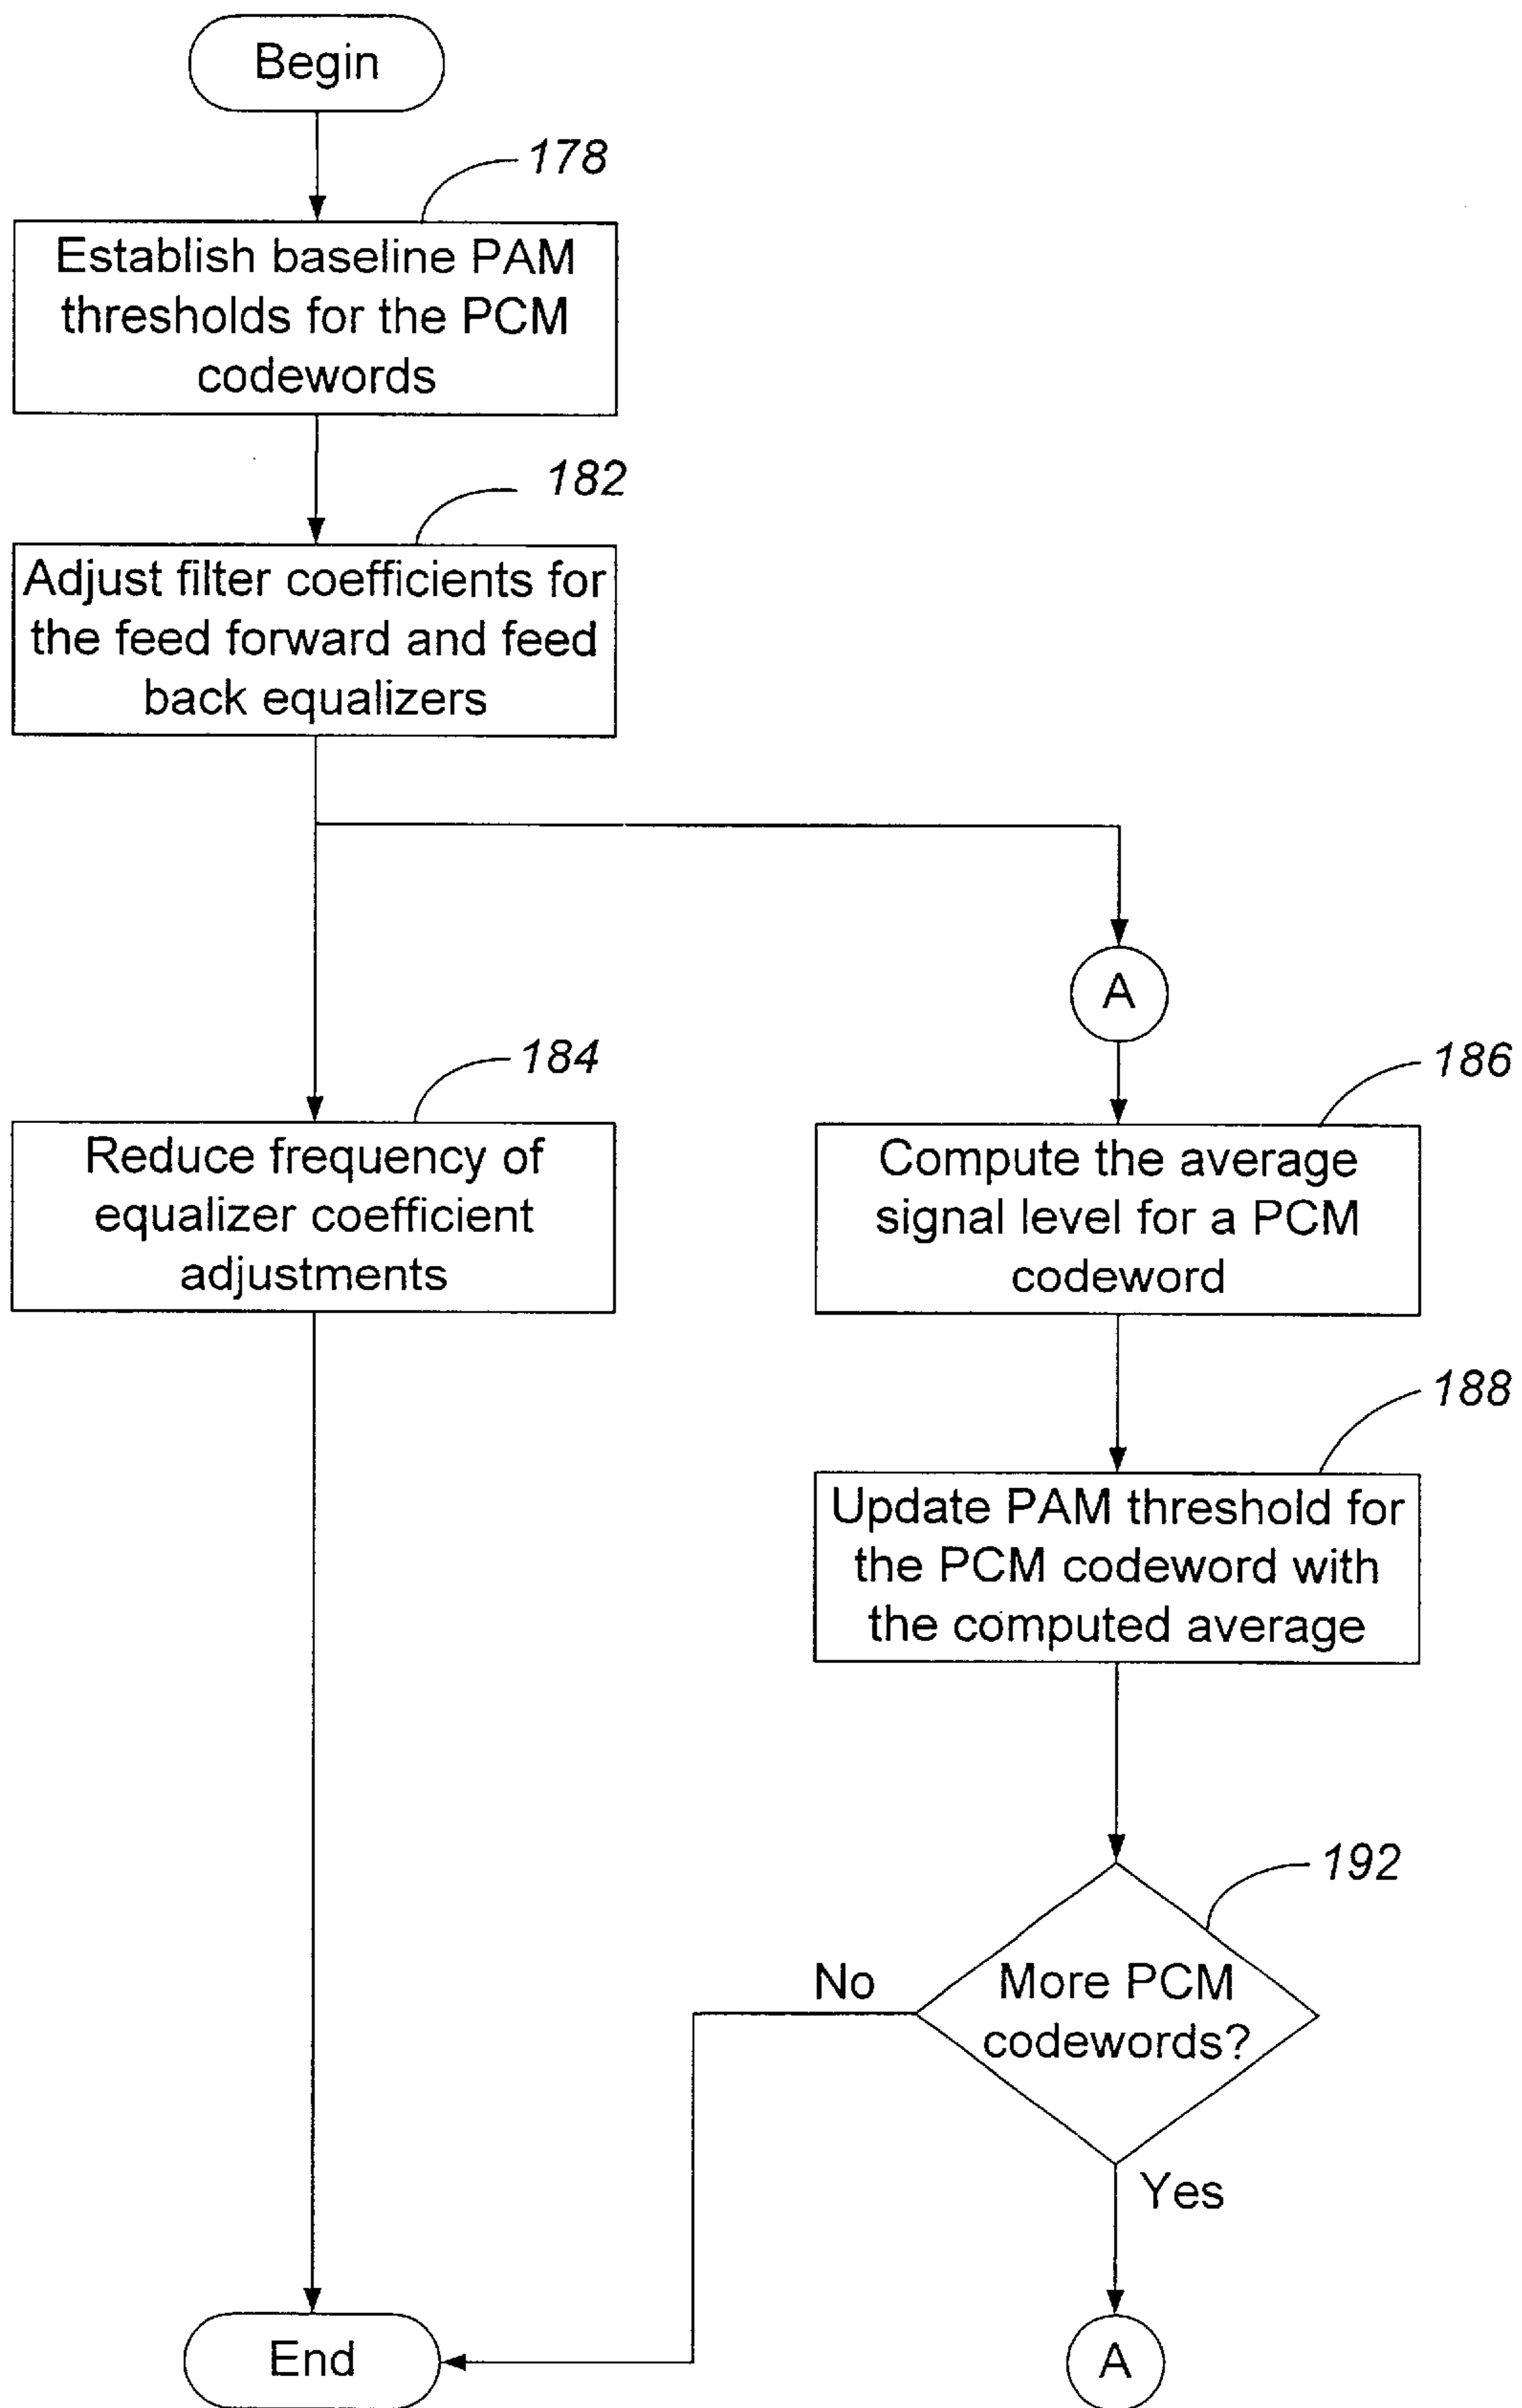 Begin
178
Establish baseline PAM
thresholds for the PCM
codewords
182
Adjust filter coefficients for
the feed forward and feed
back equalizers
A
184
Reduce frequency of
equalizer coefficient
adjustments
186
Compute the average
signal level for a PCM
codeword
188
Update PAM threshold for
the PCM codeword with
the computed average
192
More PCM
codewords?
No
Yes
End
A